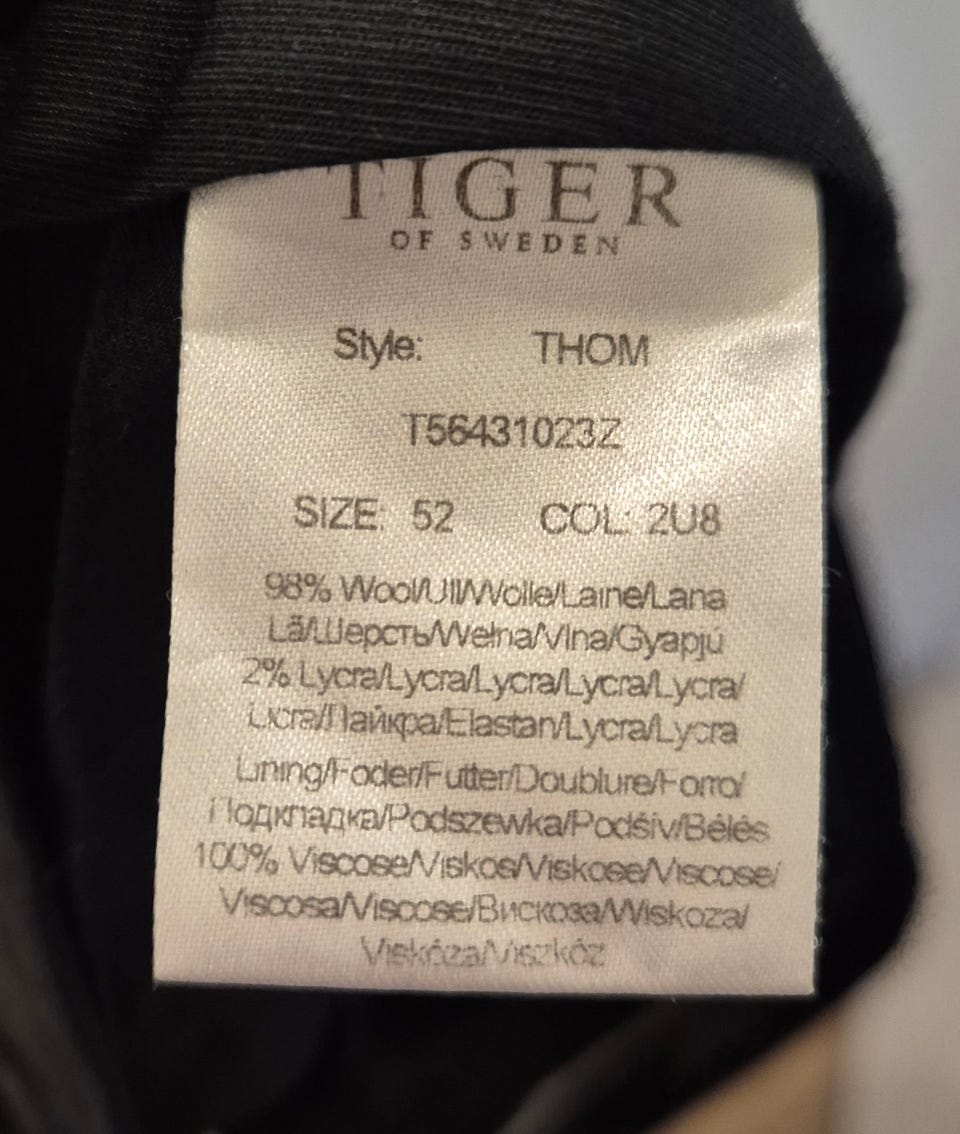 TIGER
OF SWEDEN
Style: THOM
T56431023Z
SIZE: 52 COL: 2U8
98% Wool/Ull/Wolle/Laine/Lana
Lã/Шерсть/Wełna/Vlna/Gyapjú
2% Lycra/Lycra/Lycra/Lycra/Lycra/
Licra/Лайкра/Elastan/Lycra/Lycra
Lining/Foder/Futter/Doublure/Forro/
Подкладка/Podszewka/Podšív/Bélés
100% Viscose/Viskos/Viskose/Viscose/
Viscosa/Viscose/Вискоза/Wiskoza/
Viskóza/Viszkóz